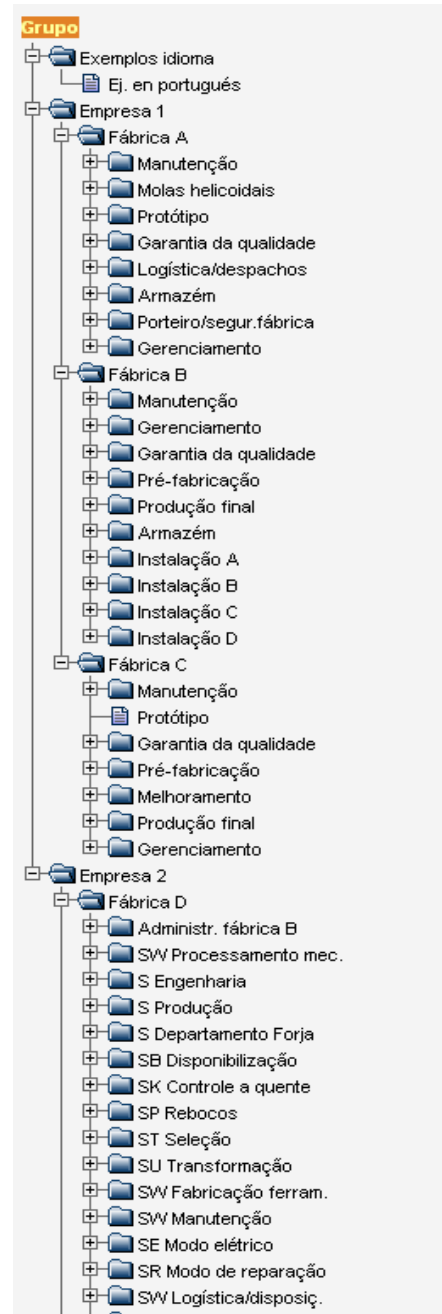 Grupo
Exemplos idioma
Ej. en portugués
Empresa 1
Fábrica A
Manutenção
Molas helicoidais
Protótipo
Garantia da qualidade
Logística/despachos
Armazém
Porteiro/segur.fábrica
Gerenciamento
Fábrica B
Manutenção
Gerenciamento
Garantia da qualidade
Pré-fabricação
Produção final
Armazém
Instalação A
Instalação B
Instalação C
Instalação D
Fábrica C
Manutenção
Protótipo
Garantia da qualidade
Pré-fabricação
Melhoramento
Produção final
Gerenciamento
Empresa 2
Fábrica D
Administr. fábrica B
SW Processamento mec.
S Engenharia
S Produção
S Departamento Forja
SB Disponibilização
SK Controle a quente
SP Rebocos
ST Seleção
SU Transformação
SW Fabricação ferram.
SW Manutenção
SE Modo elétrico
SR Modo de reparação
SW Logística/disposiç.